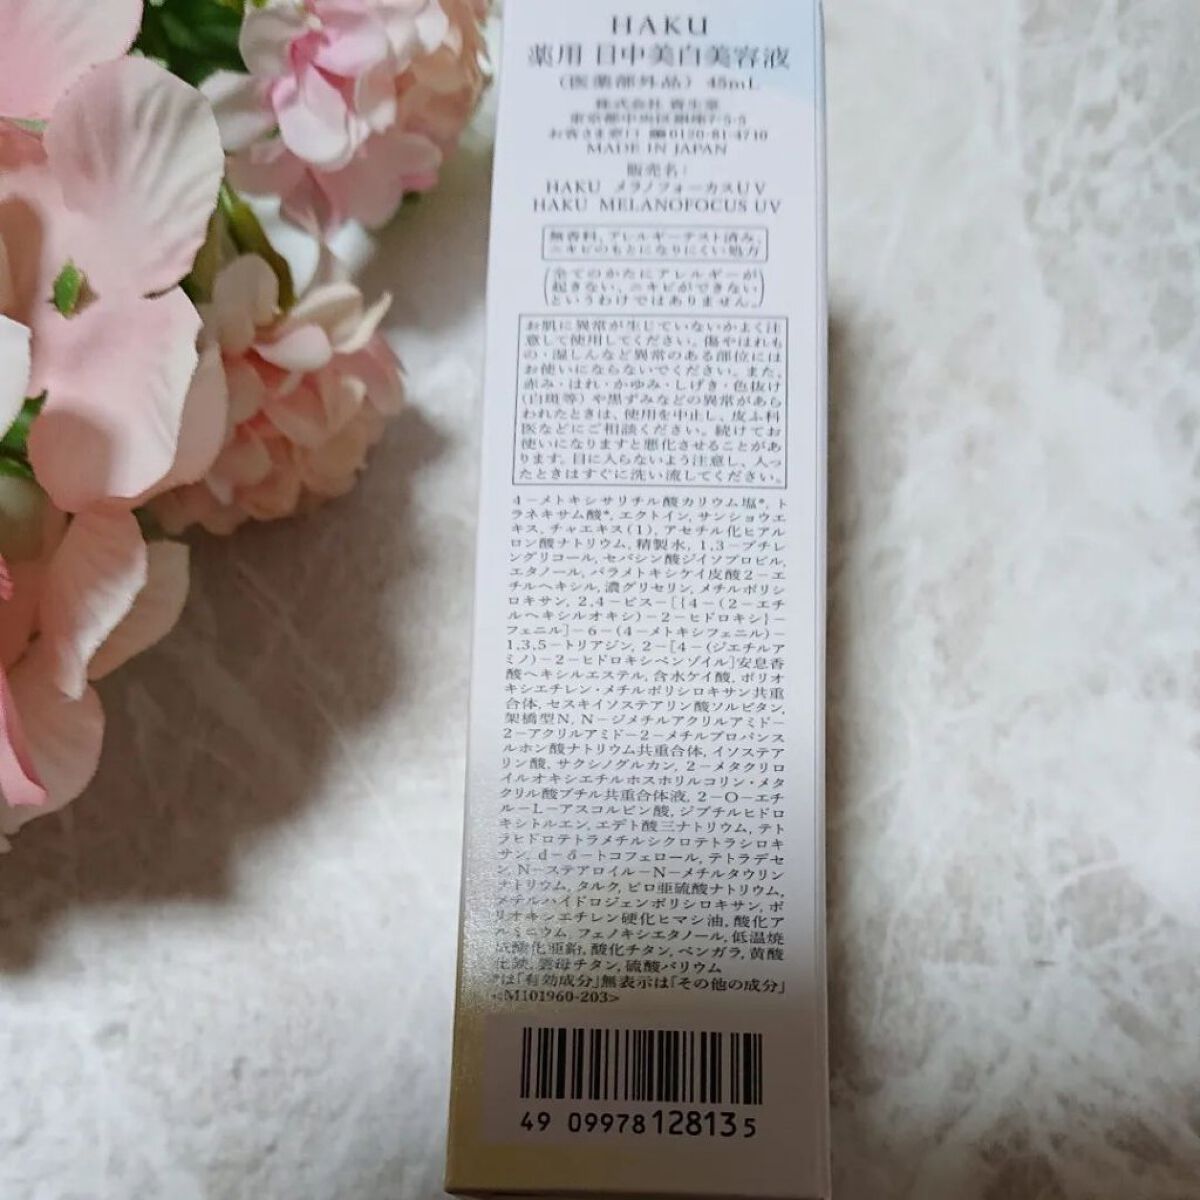 HAKU
薬用 日中美白美容液
(医薬部外品) 45mL
株式会社 資生堂
東京都中央区銀座7-5-5
お客さま窓口 0120-81-4710
MADE IN JAPAN
販売名:
HAKU メラノフォーカスUV
HAKU MELANOFOCUS UV
無香料、アレルギーテスト済み、
ニキビのもとになりにくい処方
(全てのかたにアレルギーが
起きない、ニキビができない
というわけではありません。)
お肌に異常が生じていないかよく注
意して使用してください。傷やはれも
の・湿しんなど異常のある部位には
お使いにならないでください。また、
赤み・はれ・かゆみ・しげき・色抜け
(白斑等)や黒ずみなどの異常があら
われたときは、使用を中止し、皮ふ科
医などにご相談ください。続けてお
使いになりますと悪化させることがあ
ります。目に入らないよう注意し、入っ
たときはすぐに洗い流してください。
4-メトキシサリチル酸カリウム塩*, ト
ラネキサム酸*, エクトイン, サンショウエ
キス, チャエキス(1), アセチル化ヒアル
ロン酸ナトリウム, 精製水, 1,3-ブチレ
ングリコール, セバシン酸ジイソプロピル,
エタノール, パラメトキシケイ皮酸2-エ
チルヘキシル, 濃グリセリン, メチルポリシ
ロキサン, 2,4-ビス-[{4-(2-エチ
ルヘキシルオキシ)-2-ヒドロキシ}-
フェニル]-6-(4-メトキシフェニル)-
1,3,5-トリアジン, 2-[4-(ジエチルア
ミノ)-2-ヒドロキシベンゾイル]安息香
酸ヘキシルエステル, 含水ケイ酸, ポリオ
キシエチレン・メチルポリシロキサン共重
合体, セスキイソステアリン酸ソルビタン,
架橋型N,N-ジメチルアクリルアミド-
2-アクリルアミド-2-メチルプロパンス
ルホン酸ナトリウム共重合体, イソステア
リン酸, サクシノグルカン, 2-メタクリロ
イルオキシエチルホスホリルコリン・メタ
クリル酸ブチル共重合体液, 2-O-エチ
ル-L-アスコルビン酸, ジブチルヒドロ
キシトルエン, エデト酸三ナトリウム, テト
ラヒドロテトラメチルシクロテトラシロキ
サン, d-δ-トコフェロール, テトラデセ
ン, N-ステアロイル-N-メチルタウリン
ナトリウム, タルク, ピロ亜硫酸ナトリウム,
メチルハイドロジェンポリシロキサン, ポ
リオキシエチレン硬化ヒマシ油, 酸化ア
ルミニウム, フェノキシエタノール, 低温焼
成酸化亜鉛, 酸化チタン, ベンガラ, 黄酸
化鉄, 雲母チタン, 硫酸バリウム
*は「有効成分」無表示は「その他の成分」
<M101960-203>
49 09978 128135